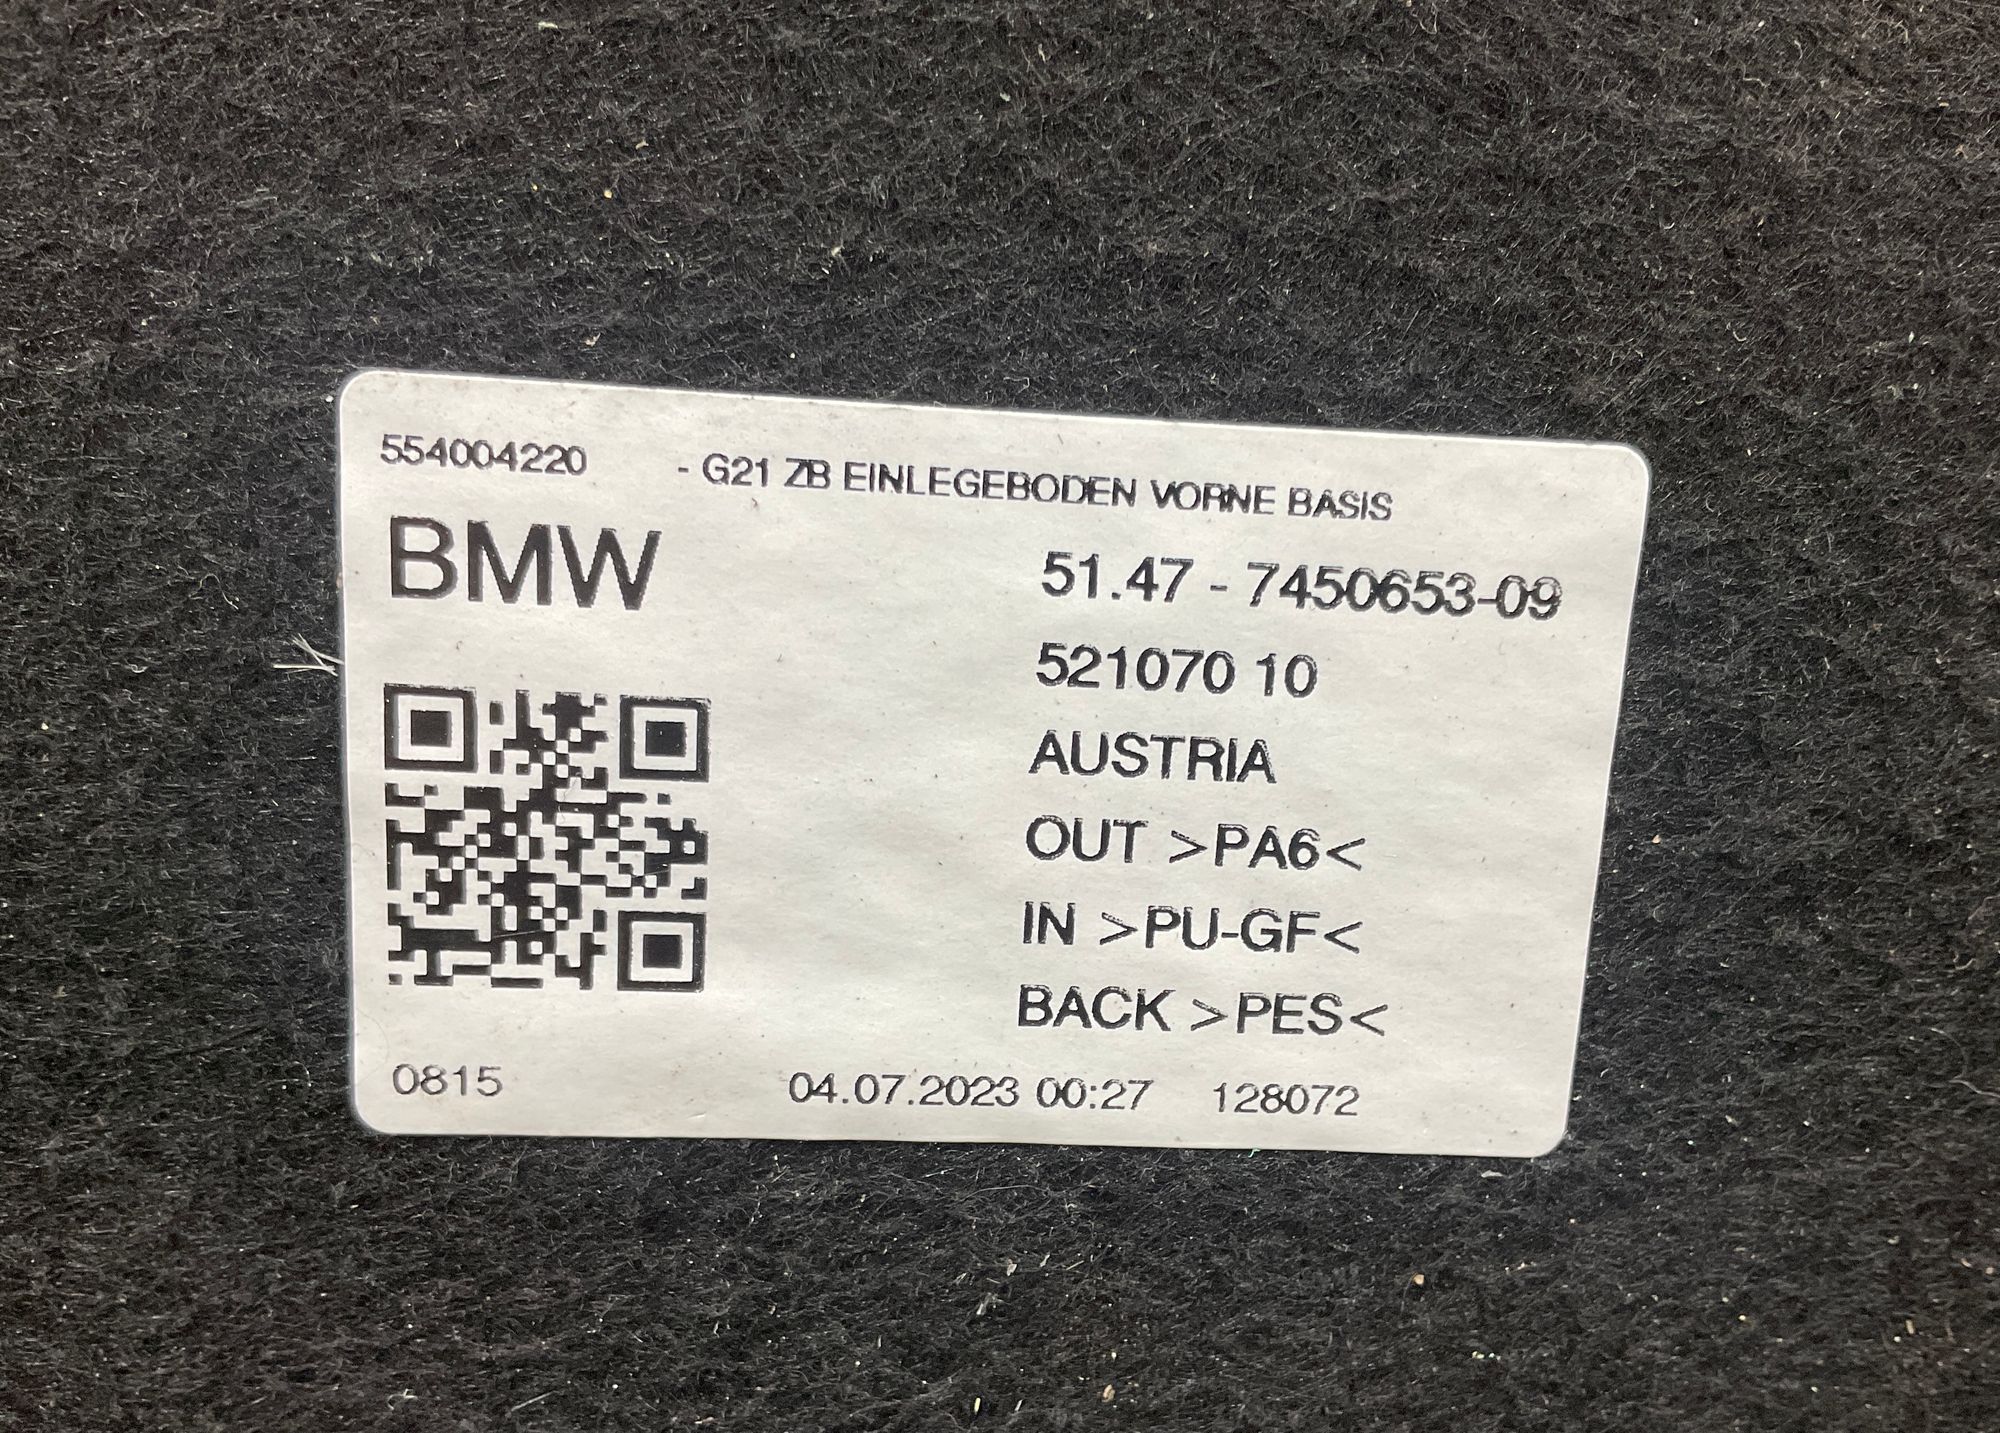 554004220 - G21 ZB EINLEGEBODEN VORNE BASIS
BMW
51.47 - 7450653-09
521070 10
AUSTRIA
OUT >PA6<
IN >PU-GF<
BACK >PES<
0815 04.07.2023 00:27 128072